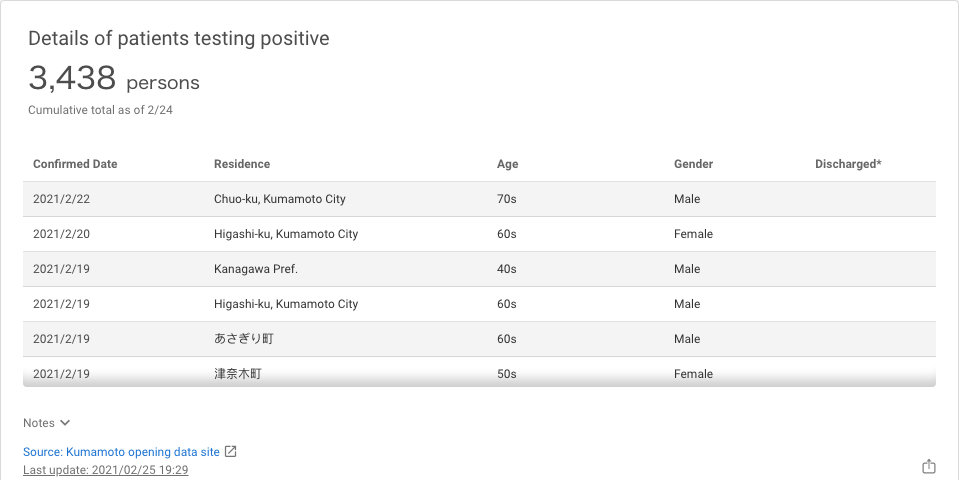 Details of patients testing positive
3,438 persons
Cumulative total as of 2/24
Confirmed Date Residence Age Gender Discharged*
2021/2/22 Chuo-ku, Kumamoto City 70s Male
2021/2/20 Higashi-ku, Kumamoto City 60s Female
2021/2/19 Kanagawa Pref. 40s Male
2021/2/19 Higashi-ku, Kumamoto City 60s Male
2021/2/19 あさぎり町 60s Male
2021/2/19 津奈木町 50s Female
Notes
Source: Kumamoto opening data site
Last update: 2021/02/25 19:29